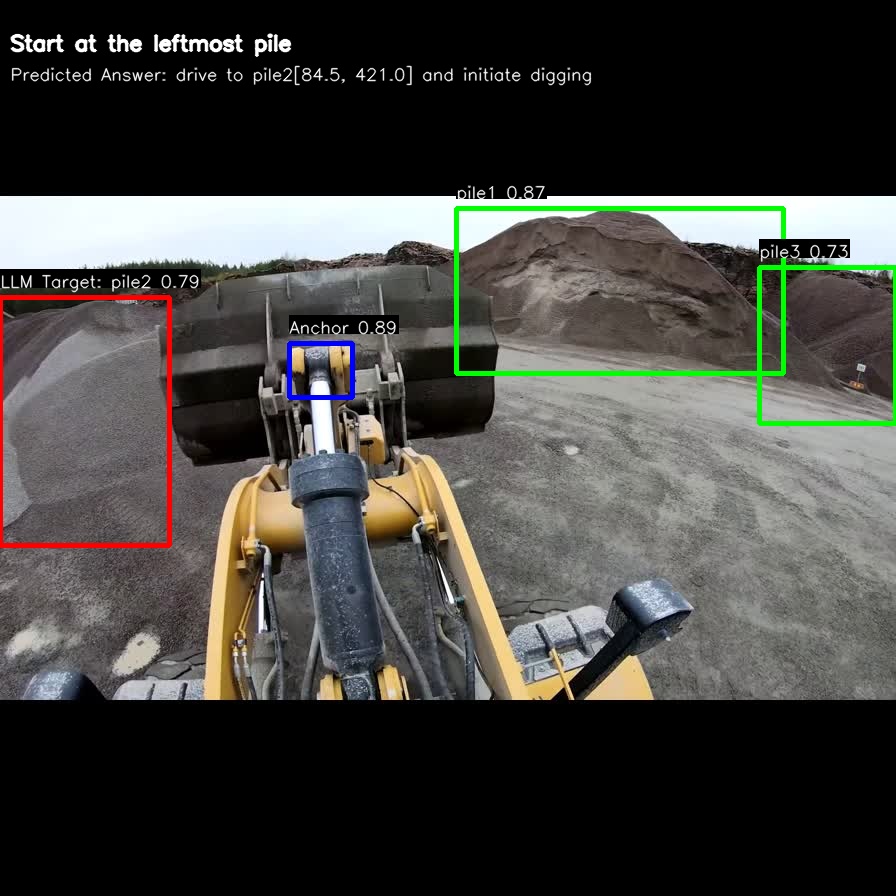 Start at the leftmost pile
Predicted Answer: drive to pile2[84.5, 421.0] and initiate digging
pile1 0.87
pile3 0.73
LLM Target: pile2 0.79
Anchor 0.89